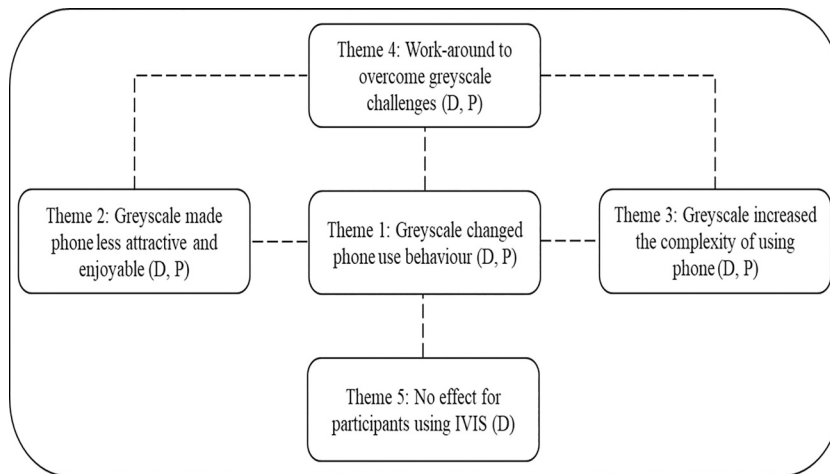 Theme 4: Work-around to
overcome greyscale
challenges (D, P)
Theme 2: Greyscale made
phone less attractive and
enjoyable (D, P)
Theme 1: Greyscale changed
phone use behaviour (D, P)
Theme 3: Greyscale increased
the complexity of using
phone (D, P)
Theme 5: No effect for
participants using IVIS (D)